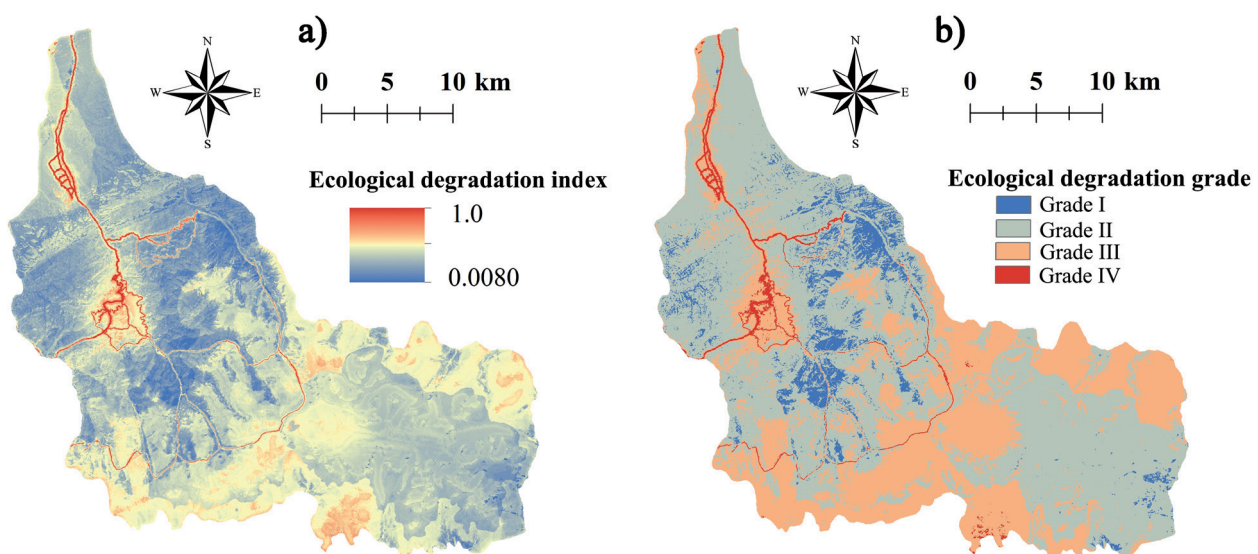 a)
N
W E
S
0 5 10 km
Ecological degradation index
1.0
0.0080
b)
N
W E
S
0 5 10 km
Ecological degradation grade
Grade I
Grade II
Grade III
Grade IV